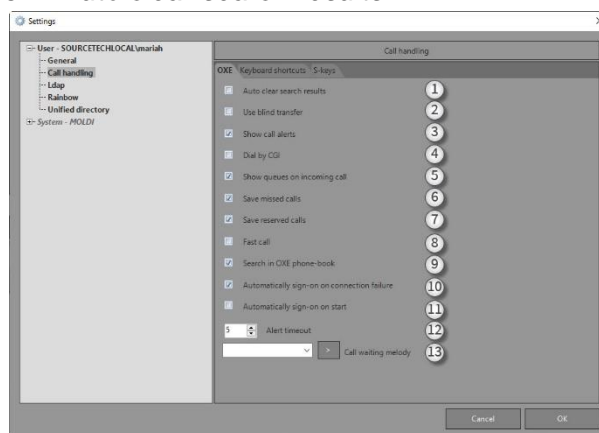 Settings
User - SOURCETECHLOCAL\mariah
General
Call handling
Ldap
Rainbow
Unified directory
System - MOLDI
Call handling
OXE Keyboard shortcuts S-keys
Auto clear search results 1
Use blind transfer 2
Show call alerts 3
Dial by CGI 4
Show queues on incoming call 5
Save missed calls 6
Save reserved calls 7
Fast call 8
Search in OXE phone-book 9
Automatically sign-on on connection failure 10
Automatically sign-on on start 11
5 Alert timeout 12
> Call waiting melody 13
Cancel OK